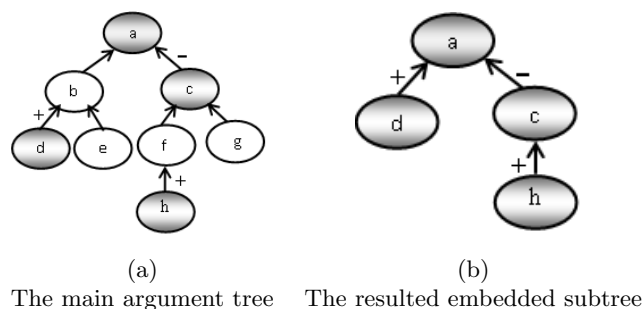 a
a
−
b
c
+
−
+
d
e
f
g
d
c
+
+
h
h
(a)
(b)
The main argument tree
The resulted embedded subtree